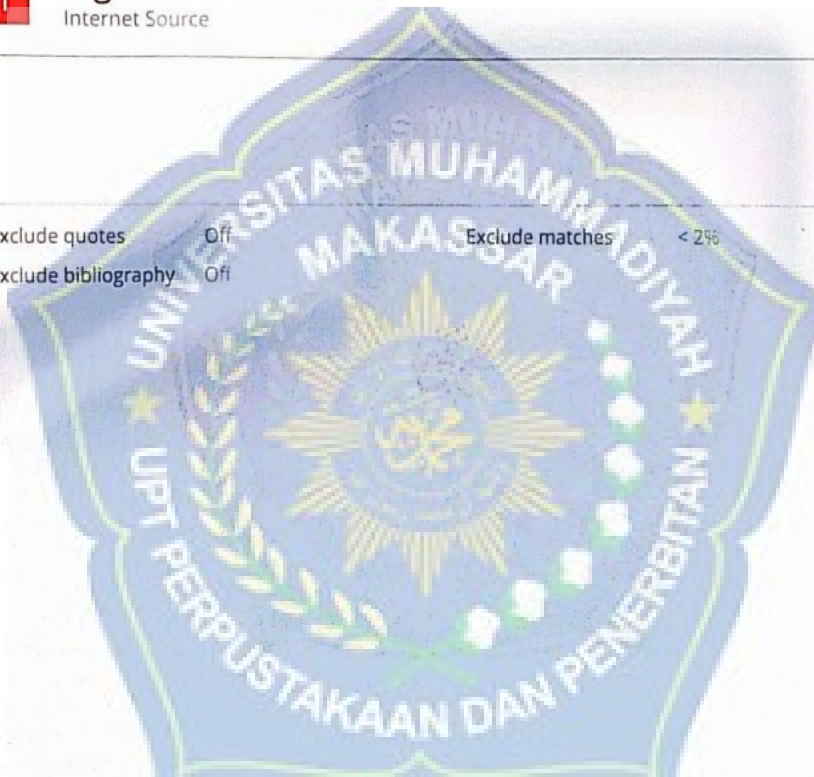 Internet Source
UNIVERSITAS MUHAMMADIYAH
MAKASSAR
xclude quotes Off Exclude matches < 2%
xclude bibliography Off
UPT PERPUSTAKAAN DAN PENERBITAN